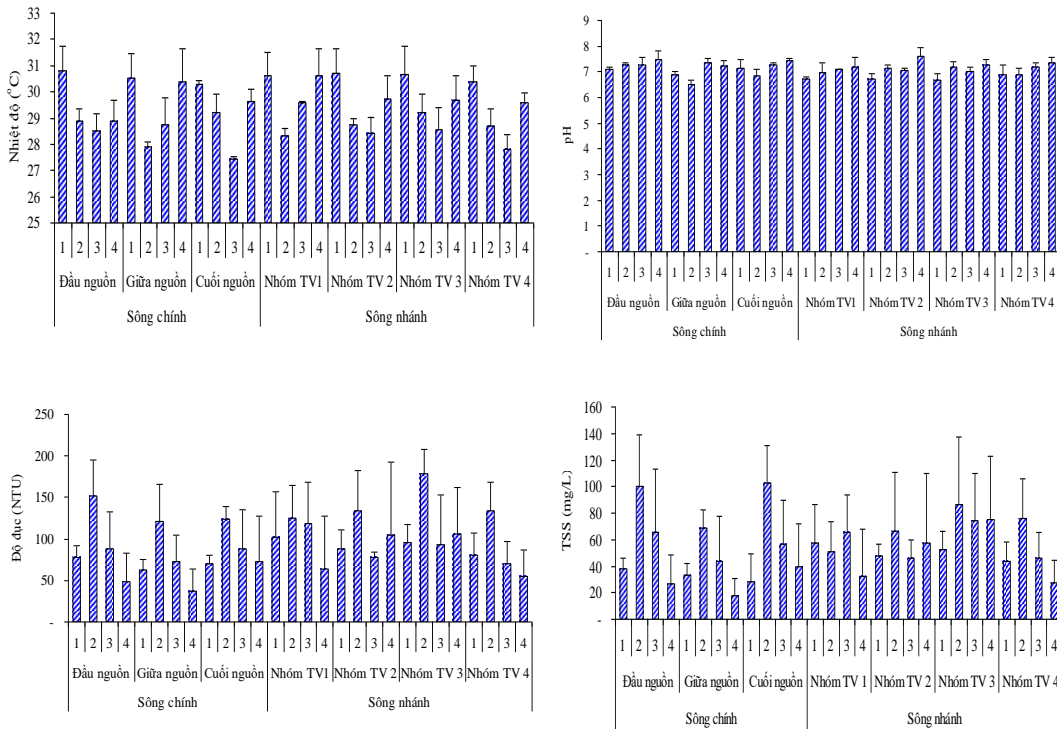 Nhiệt độ (°C)
33
32
31
30
29
28
27
26
25
1 2 3 4 1 2 3 4 1 2 3 4 1 2 3 4 1 2 3 4 1 2 3 4 1 2 3 4
Đầu nguồn Giữa nguồn Cuối nguồn Nhóm TV1 Nhóm TV 2 Nhóm TV 3 Nhóm TV 4
Sông chính Sông nhánh
pH
9
8
7
6
5
4
3
2
1
-
1 2 3 4 1 2 3 4 1 2 3 4 1 2 3 4 1 2 3 4 1 2 3 4 1 2 3 4
Đầu nguồn Giữa nguồn Cuối nguồn Nhóm TV1 Nhóm TV 2 Nhóm TV 3 Nhóm TV 4
Sông chính Sông nhánh
Độ đục (NTU)
250
200
150
100
50
-
1 2 3 4 1 2 3 4 1 2 3 4 1 2 3 4 1 2 3 4 1 2 3 4 1 2 3 4
Đầu nguồn Giữa nguồn Cuối nguồn Nhóm TV1 Nhóm TV 2 Nhóm TV 3 Nhóm TV 4
Sông chính Sông nhánh
TSS (mg/L)
160
140
120
100
80
60
40
20
-
1 2 3 4 1 2 3 4 1 2 3 4 1 2 3 4 1 2 3 4 1 2 3 4 1 2 3 4
Đầu nguồn Giữa nguồn Cuối nguồn Nhóm TV 1 Nhóm TV 2 Nhóm TV 3 Nhóm TV 4
Sông chính Sông nhánh